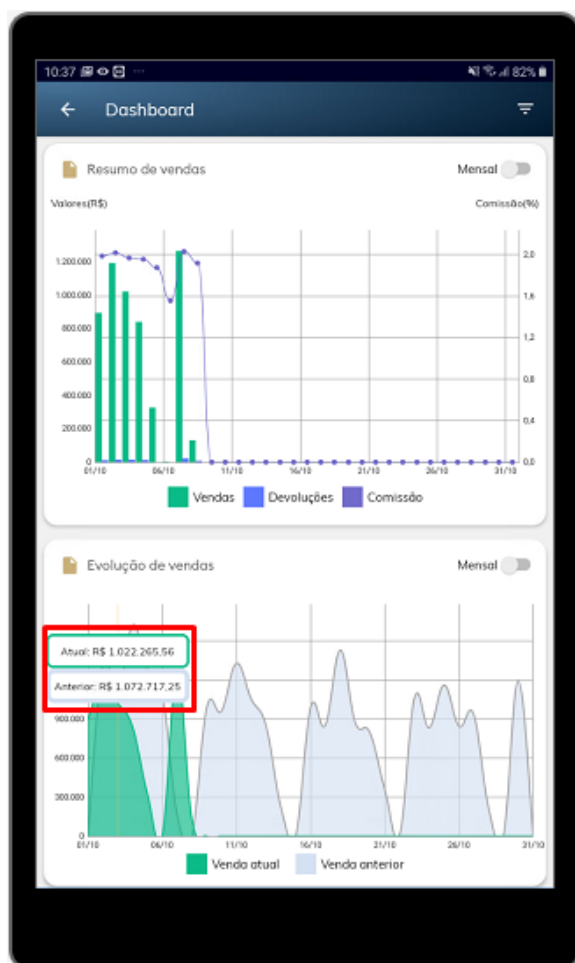 10:37 82%
Dashboard
Resumo de vendas Mensal
Valores(R$) Comissão(%)
1.200.000 2,0
1.000.000 1,6
800.000
600.000 1,2
400.000 0,8
200.000 0,4
0 0,0
01/10 06/10 11/10 16/10 21/10 26/10 31/10
Vendas Devoluções Comissão
Evolução de vendas Mensal
Atual: R$ 1.022.265,56
Anterior: R$ 1.072.717,25
900.000
600.000
300.000
0
01/10 06/10 11/10 16/10 21/10 26/10 31/10
Venda atual Venda anterior